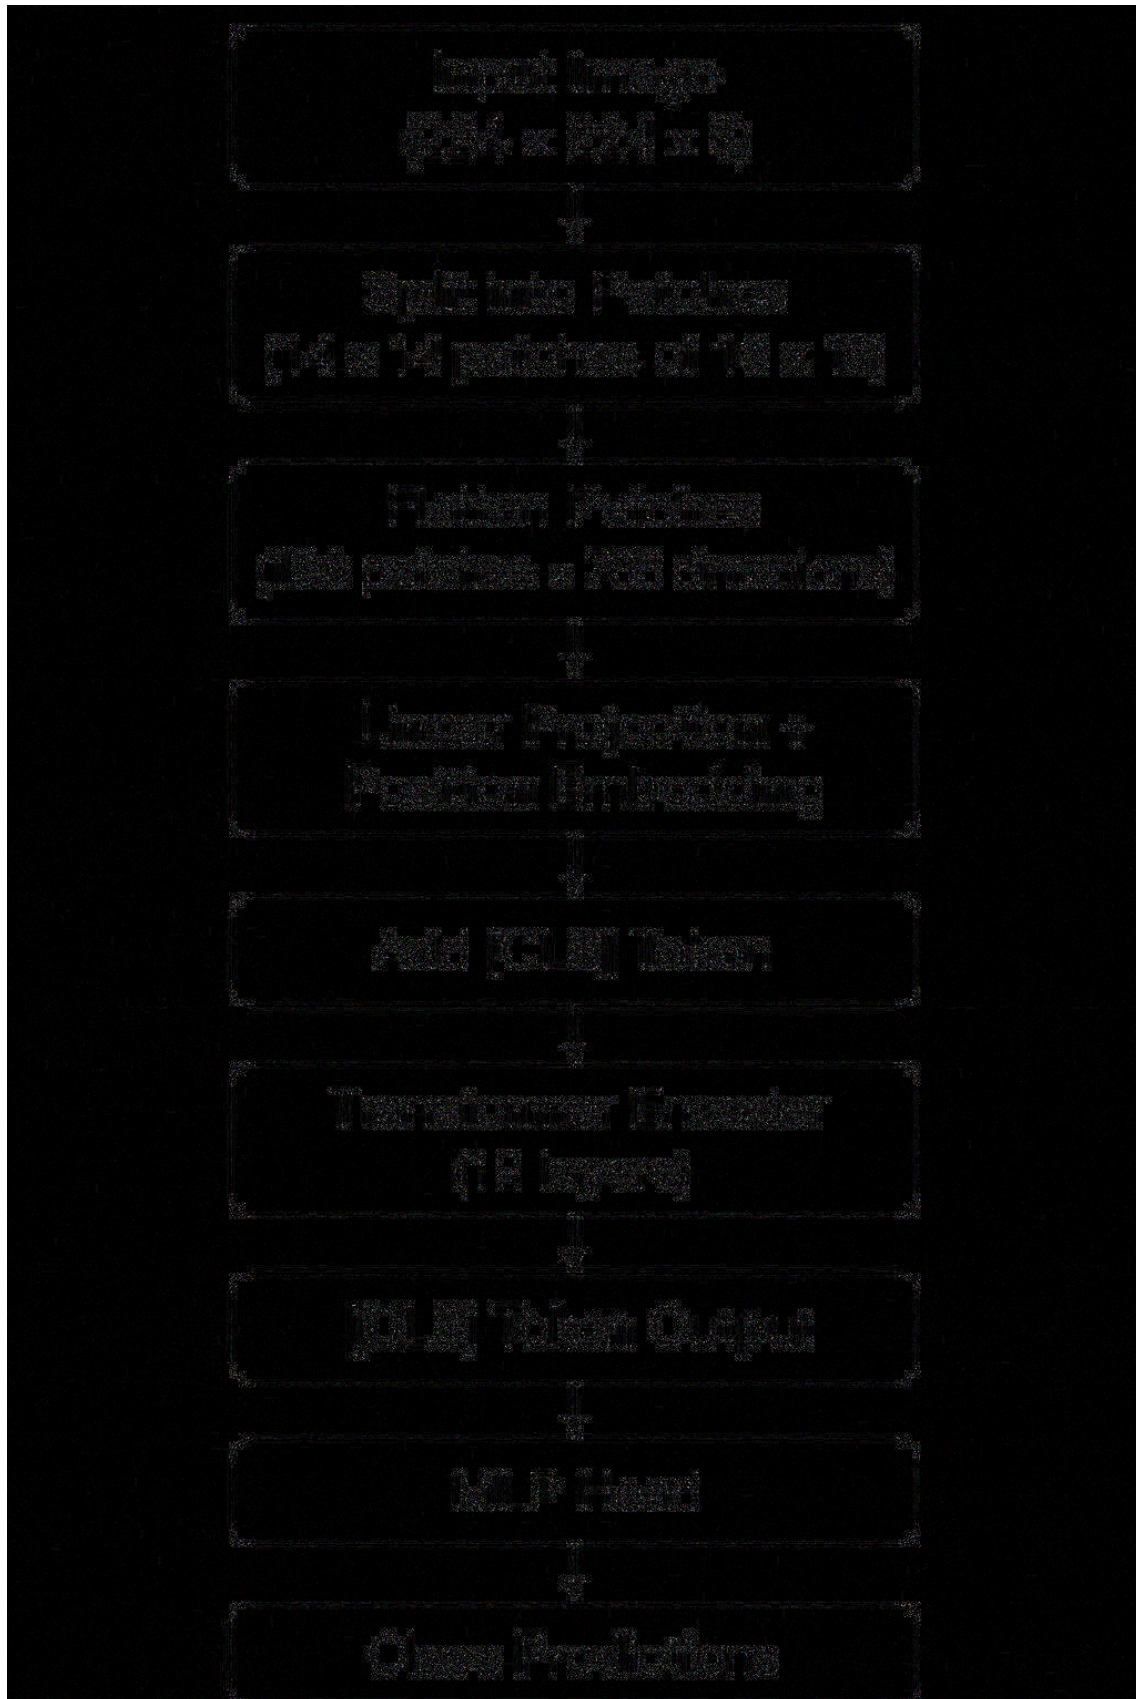 Input Image
(224 x 224 x 3)
Split into Patches
(14 x 14 patches of 16 x 16)
Flatten Patches
(196 patches x 768 dimensions)
Linear Projection +
Position Embedding
Add [CLS] Token
Transformer Encoder
(12 layers)
[CLS] Token Output
MLP Head
Class Predictions